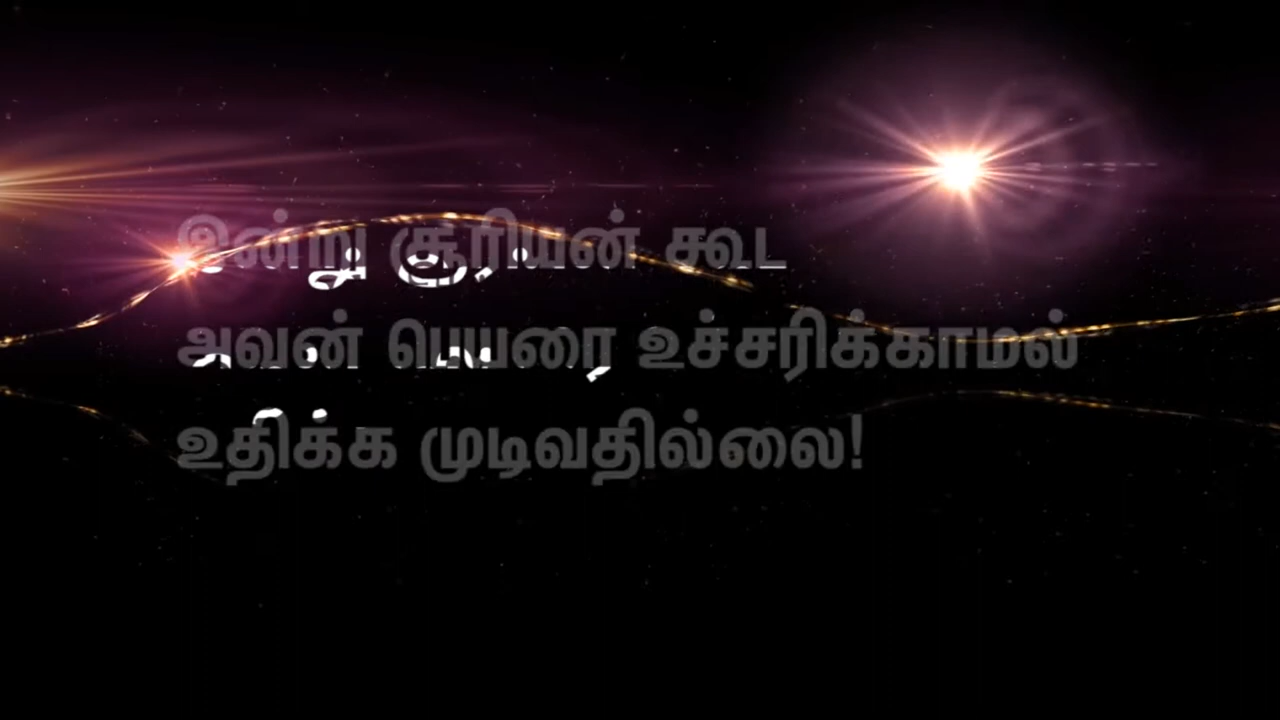 இன்று சூரியன் கூட
அவன் பெயரை உச்சரிக்காமல்
உதிக்க முடிவதில்லை!